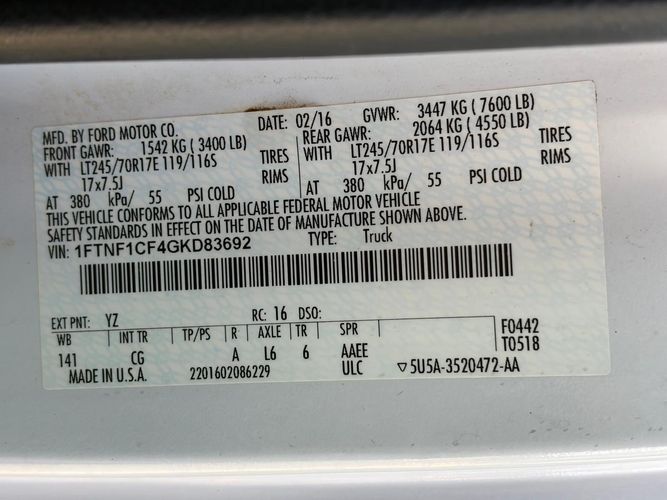 MFD. BY FORD MOTOR CO. DATE: 02/16 GVWR: 3447 KG ( 7600 LB)
FRONT GAWR: 1542 KG ( 3400 LB) REAR GAWR: 2064 KG ( 4550 LB)
WITH LT245/70R17E 119/116S TIRES WITH LT245/70R17E 119/116S TIRES
17x7.5J RIMS 17x7.5J RIMS
AT 380 kPa/ 55 PSI COLD AT 380 kPa/ 55 PSI COLD
THIS VEHICLE CONFORMS TO ALL APPLICABLE FEDERAL MOTOR VEHICLE
SAFETY STANDARDS IN EFFECT ON THE DATE OF MANUFACTURE SHOWN ABOVE.
VIN: 1FTNF1CF4GKD83692 TYPE: Truck
EXT PNT: YZ RC: 16 DSO:
WB INT TR TP/PS R AXLE TR SPR F0442
141 CG A L6 6 AAEE T0518
MADE IN U.S.A. 2201602086229 ULC ▽5U5A-3520472-AA